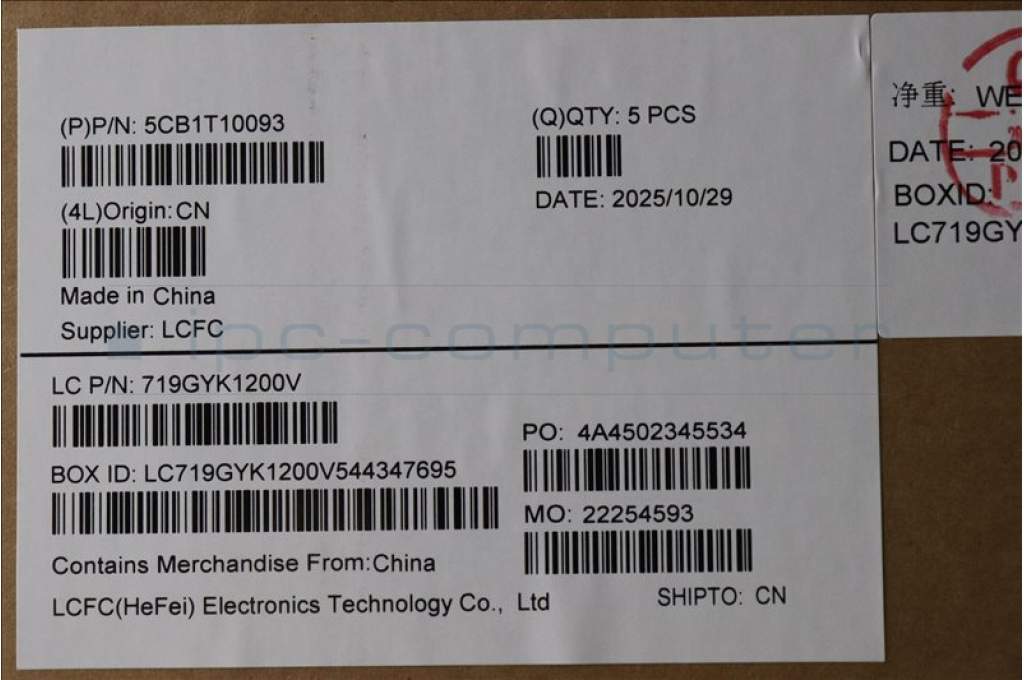 (P)P/N: 5CB1T10093
(Q)QTY: 5 PCS
(4L)Origin: CN
DATE: 2025/10/29
Made in China
Supplier: LCFC
ipc-computer
LC P/N: 719GYK1200V
PO: 4A4502345534
BOX ID: LC719GYK1200V544347695
MO: 22254593
Contains Merchandise From:China
LCFC(HeFei) Electronics Technology Co., Ltd
SHIPTO: CN
净重: WE
DATE: 20
BOXID:
LC719GY